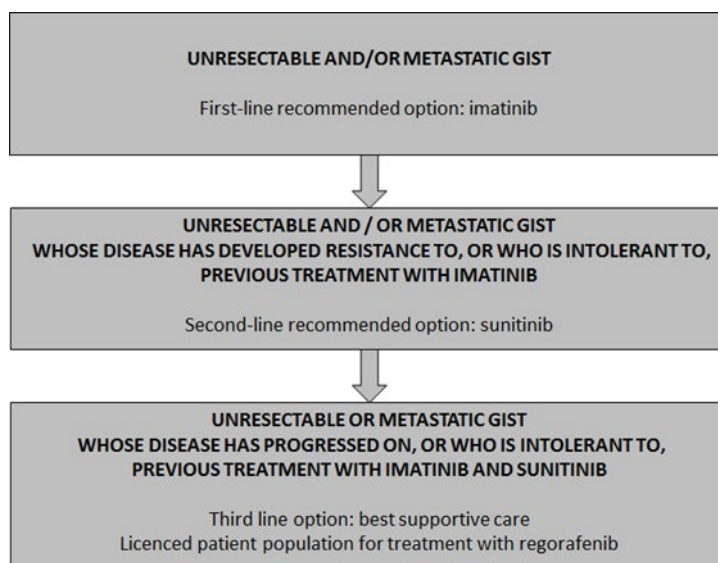 UNRESECTABLE AND/OR METASTATIC GIST
First-line recommended option: imatinib
UNRESECTABLE AND / OR METASTATIC GIST
WHOSE DISEASE HAS DEVELOPED RESISTANCE TO, OR WHO IS INTOLERANT TO,
PREVIOUS TREATMENT WITH IMATINIB
Second-line recommended option: sunitinib
UNRESECTABLE OR METASTATIC GIST
WHOSE DISEASE HAS PROGRESSED ON, OR WHO IS INTOLERANT TO,
PREVIOUS TREATMENT WITH IMATINIB AND SUNITINIB
Third line option: best supportive care
Licenced patient population for treatment with regorafenib